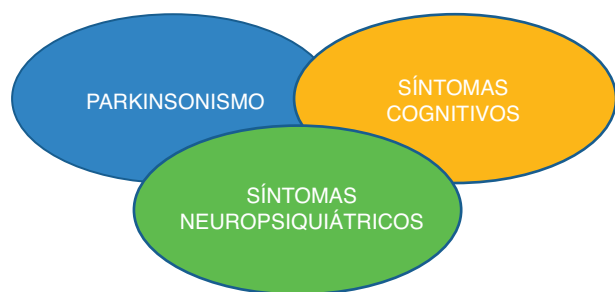 PARKINSONISMO
SÍNTOMAS
COGNITIVOS
SÍNTOMAS
NEUROPSIQUIÁTRICOS